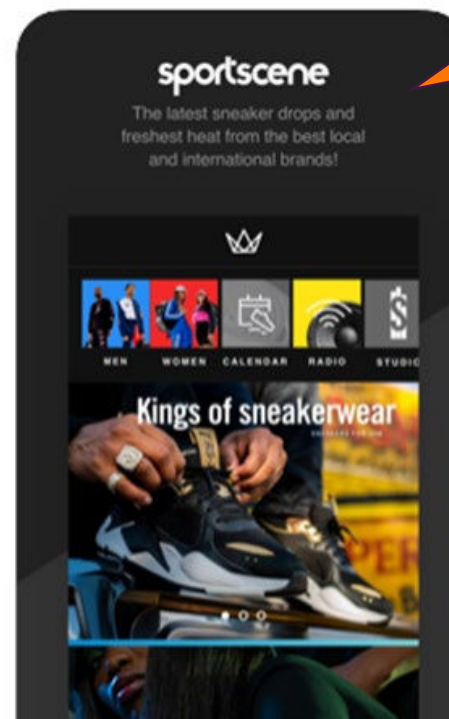 sportscene
The latest sneaker drops and
freshest heat from the best local
and international brands!
MEN WOMEN CALENDAR RADIO STUDIO
Kings of sneakerwear
PER